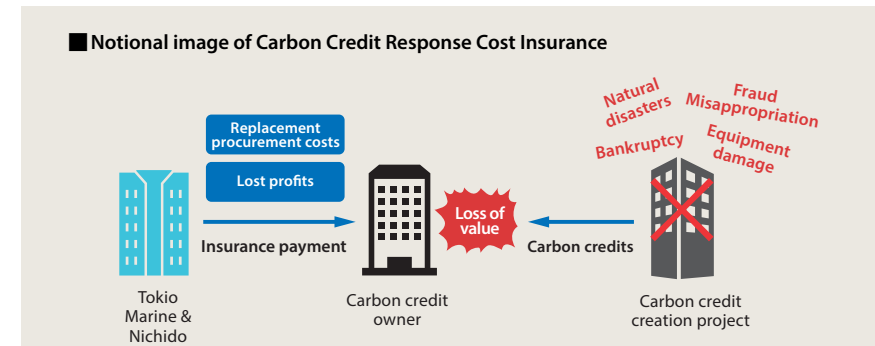 ■ Notional image of Carbon Credit Response Cost Insurance
Natural
disasters
Fraud
Misappropriation
Bankruptcy
Equipment
damage
Replacement
procurement costs
Lost profits
Loss of
value
Insurance payment
Carbon credits
Tokio
Marine &
Nichido
Carbon credit
owner
Carbon credit
creation project